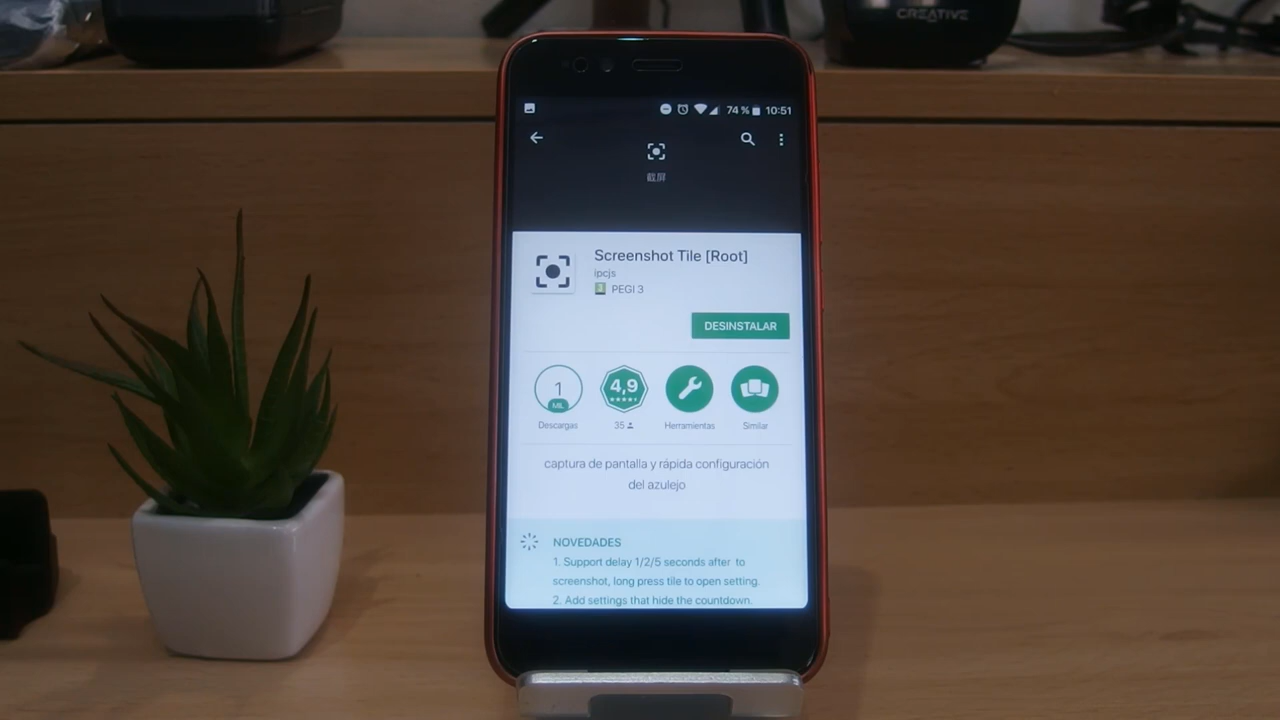 CREATIVE
74 % 10:51
截屏
Screenshot Tile [Root]
ipcjs
3 PEGI 3
DESINSTALAR
1
MIL
4,9
Descargas
35
Herramientas
Similar
captura de pantalla y rápida configuración
del azulejo
NOVEDADES
1. Support delay 1/2/5 seconds after to
screenshot, long press tile to open setting.
2. Add settings that hide the countdown.